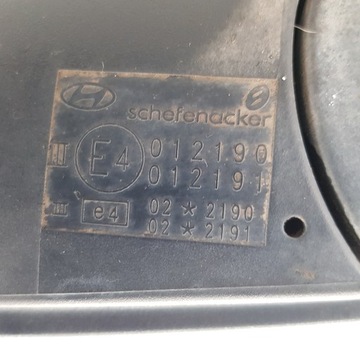 schefenacker
II E4 012190
012191
III e4 02 * 2190
02 * 2191